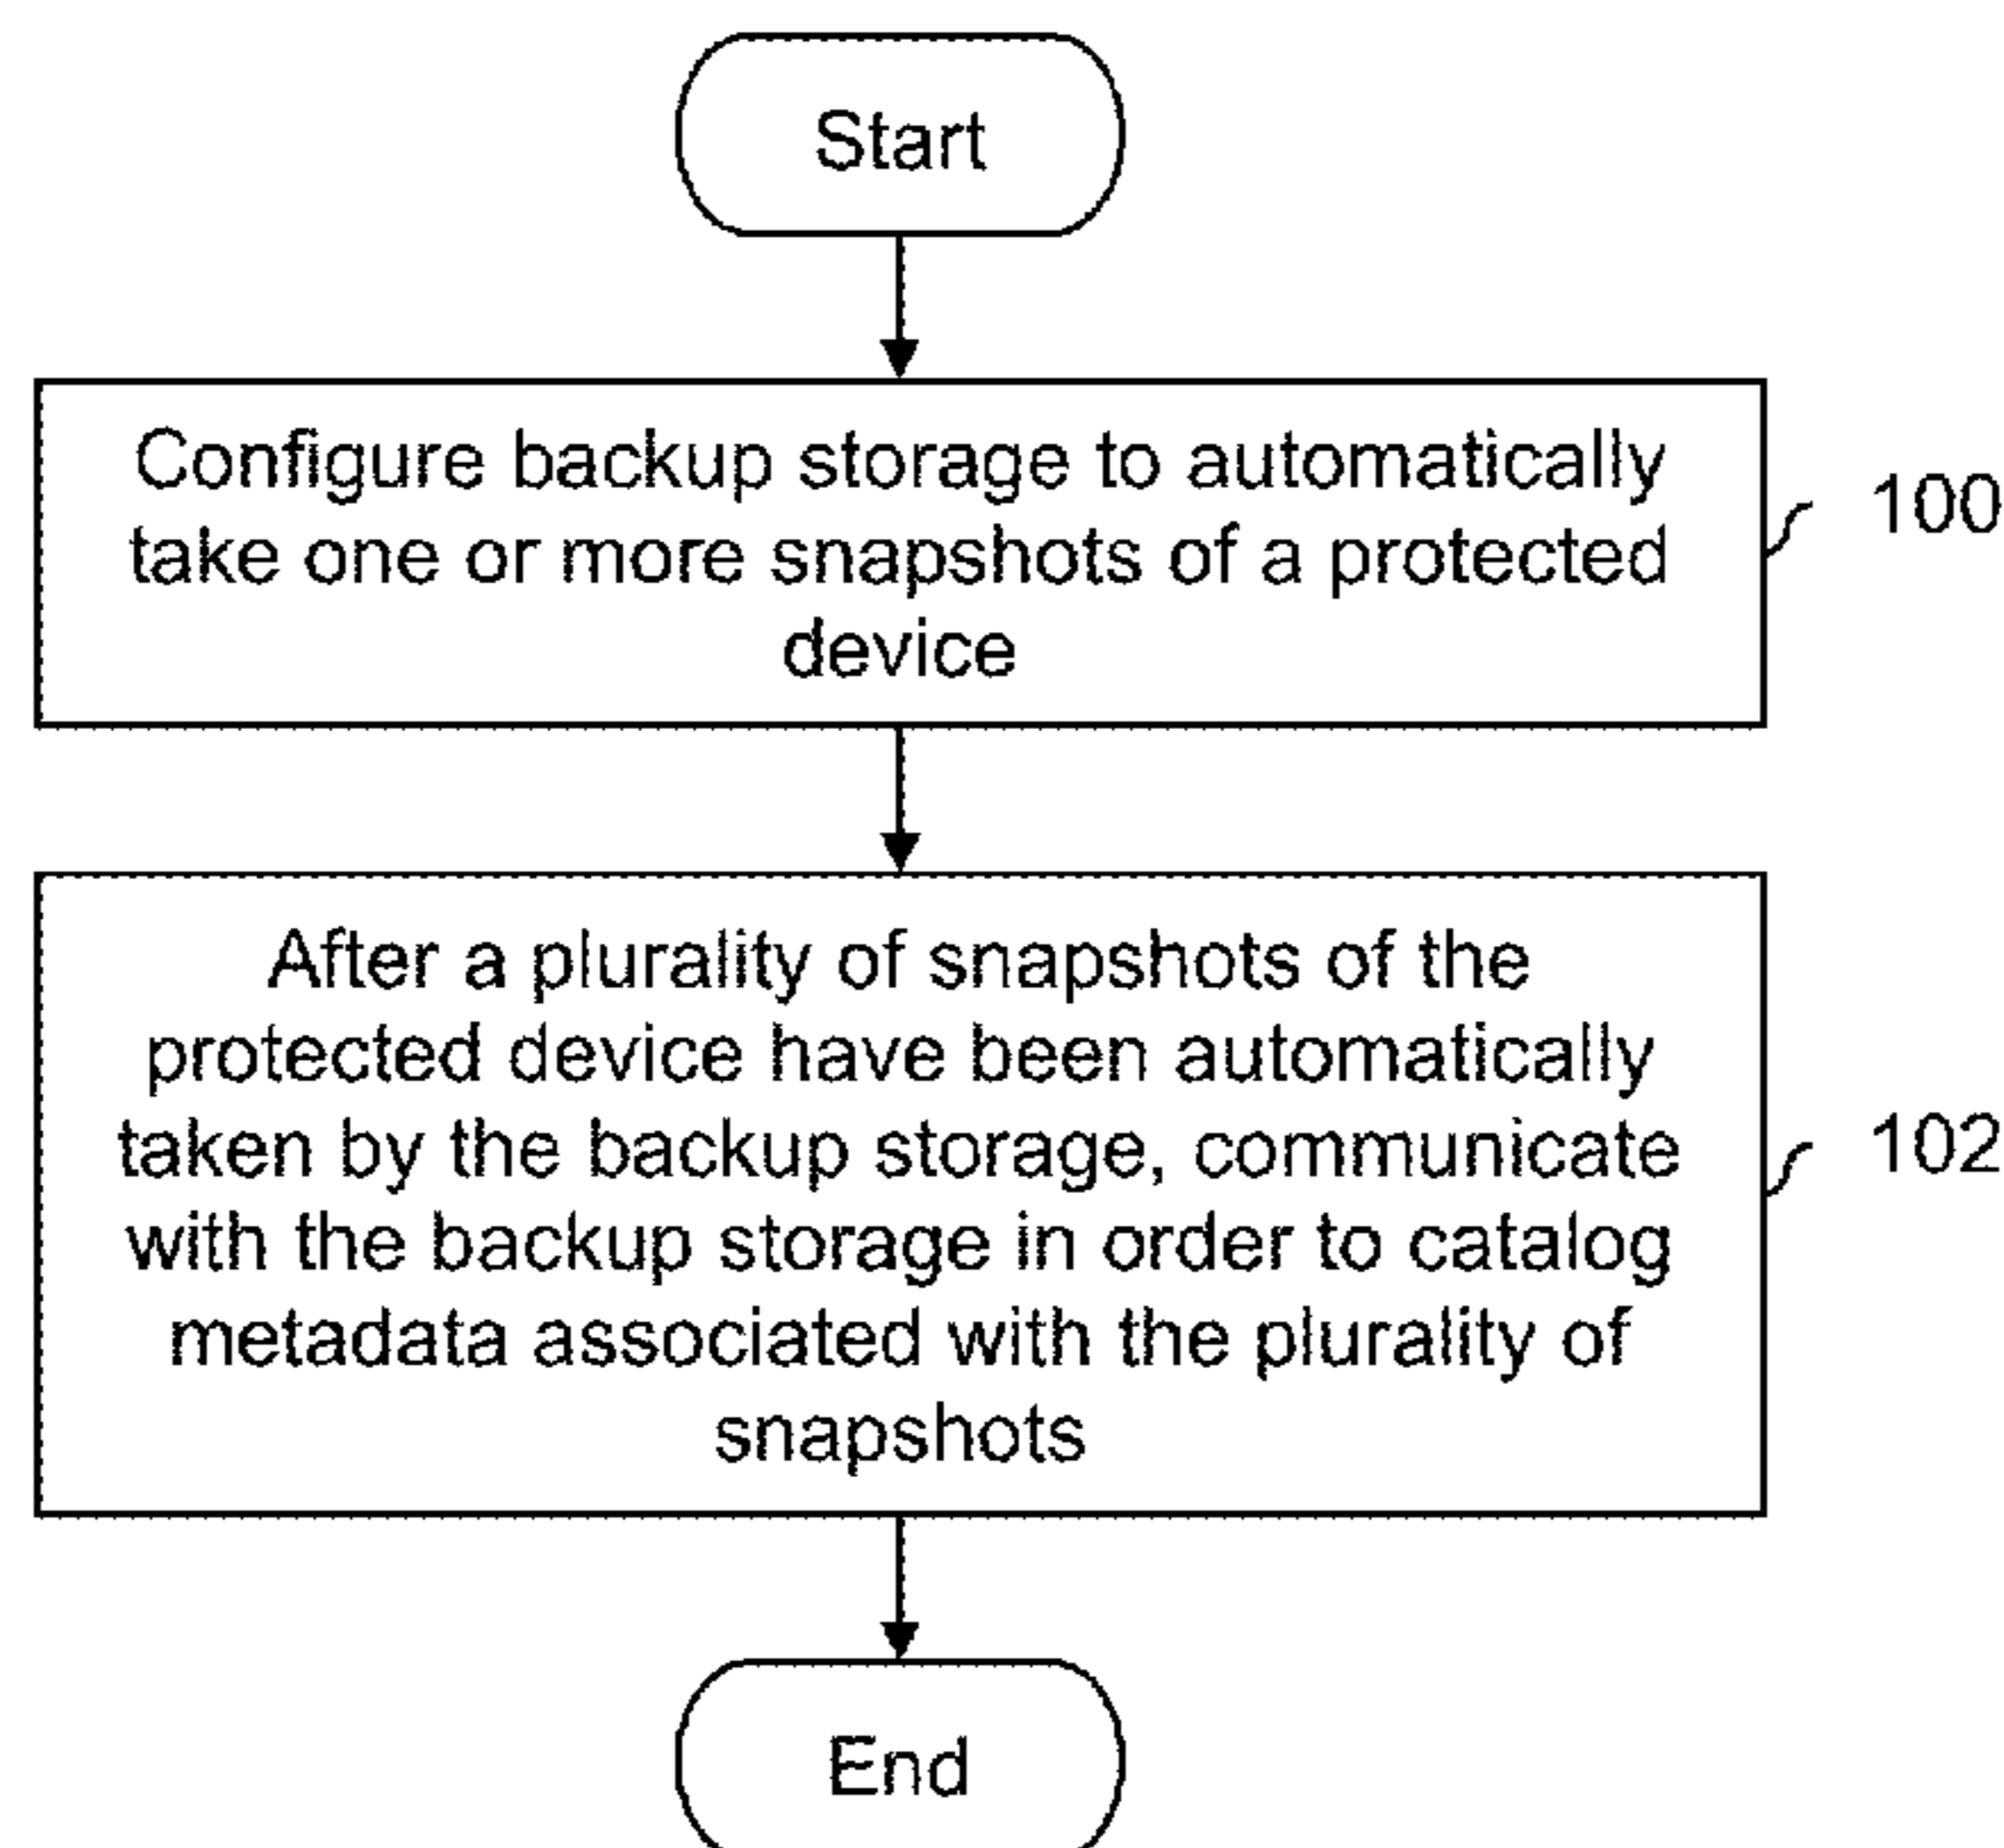 Start
Configure backup storage to automatically
take one or more snapshots of a protected
device
100
After a plurality of snapshots of the
protected device have been automatically
taken by the backup storage, communicate
with the backup storage in order to catalog
metadata associated with the plurality of
snapshots
102
End